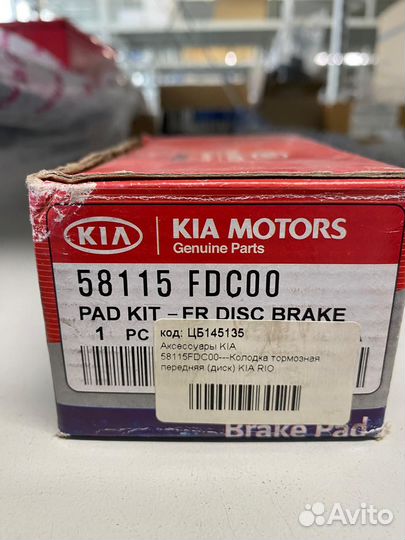 KIA
KIA MOTORS
Genuine Parts
58115 FDC00
PAD KIT – FR DISC BRAKE
1 PC
код: ЦБ145135
Аксессуары KIA
58115FDC00---Колодка тормозная
передняя (диск) KIA RIO
Brake Pad
Avito